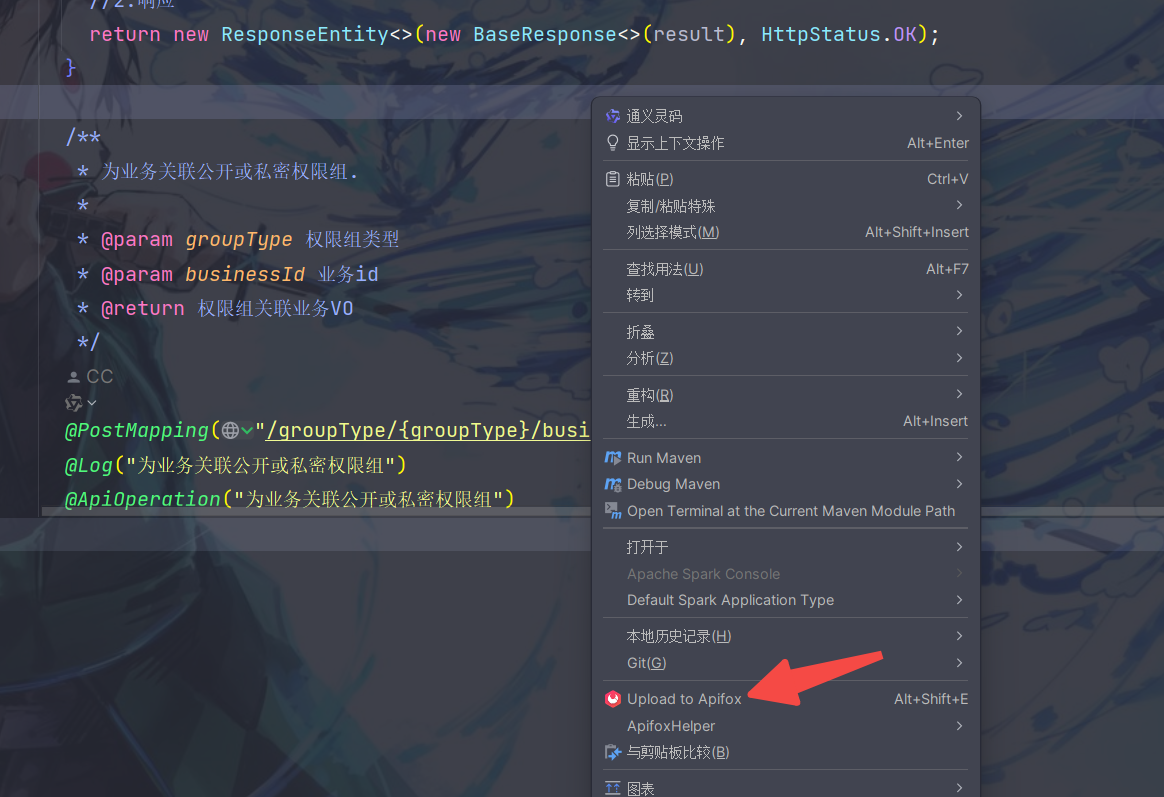 //2.响应
return new ResponseEntity<>(new BaseResponse<>(result), HttpStatus.OK);
}
/**
* 为业务关联公开或私密权限组.
*
* @param groupType 权限组类型
* @param businessId 业务id
* @return 权限组关联业务VO
*/
CC
@PostMapping("/groupType/{groupType}/busi
@Log("为业务关联公开或私密权限组")
@ApiOperation("为业务关联公开或私密权限组")
通义灵码
显示上下文操作 Alt+Enter
粘贴(P) Ctrl+V
复制/粘贴特殊
列选择模式(M) Alt+Shift+Insert
查找用法(U) Alt+F7
转到
折叠
分析(Z)
重构(R)
生成... Alt+Insert
Run Maven
Debug Maven
Open Terminal at the Current Maven Module Path
打开于
Apache Spark Console
Default Spark Application Type
本地历史记录(H)
Git(G)
Upload to Apifox Alt+Shift+E
ApifoxHelper
与剪贴板比较(B)
图表